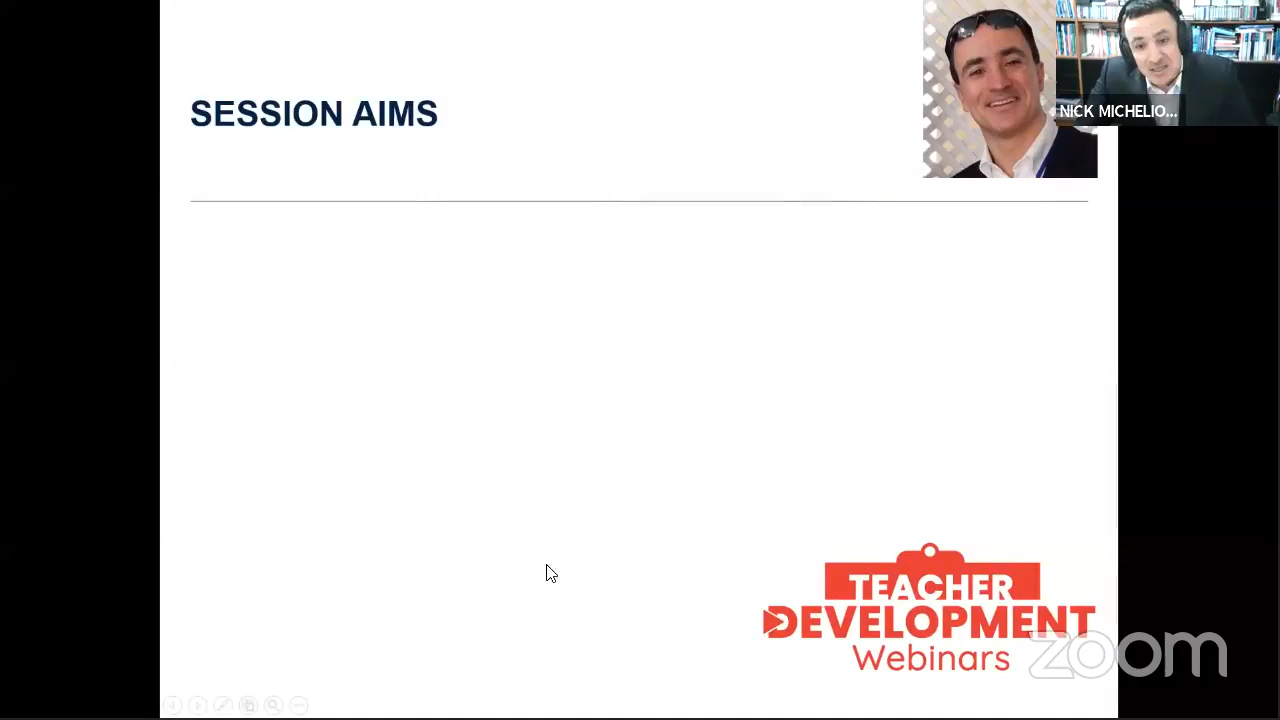 SESSION AIMS
NICK MICHELIO...
TEACHER
DEVELOPMENT
Webinars
zoom